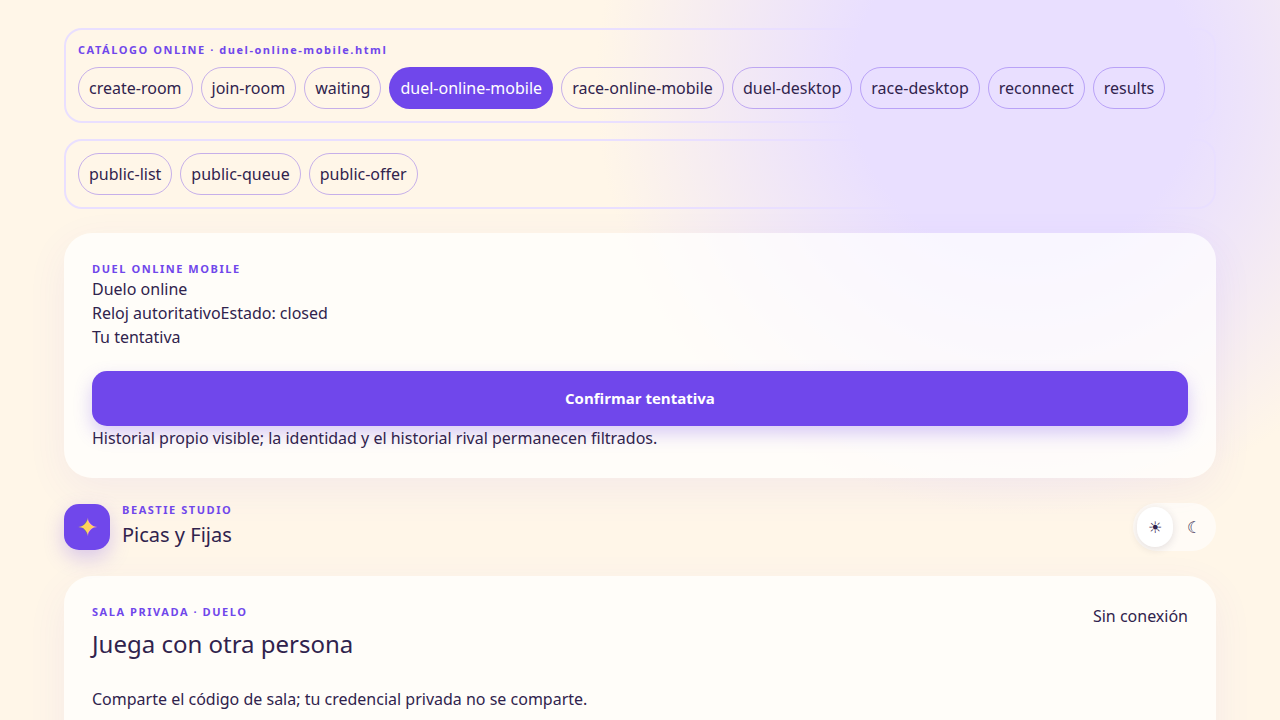 CATÁLOGO ONLINE · duel-online-mobile.html
create-room join-room waiting duel-online-mobile race-online-mobile duel-desktop race-desktop reconnect results
public-list public-queue public-offer
DUEL ONLINE MOBILE
Duelo online
Reloj autoritativoEstado: closed
Tu tentativa
Confirmar tentativa
Historial propio visible; la identidad y el historial rival permanecen filtrados.
BEASTIE STUDIO
Picas y Fijas
SALA PRIVADA · DUELO
Sin conexión
Juega con otra persona
Comparte el código de sala; tu credencial privada no se comparte.